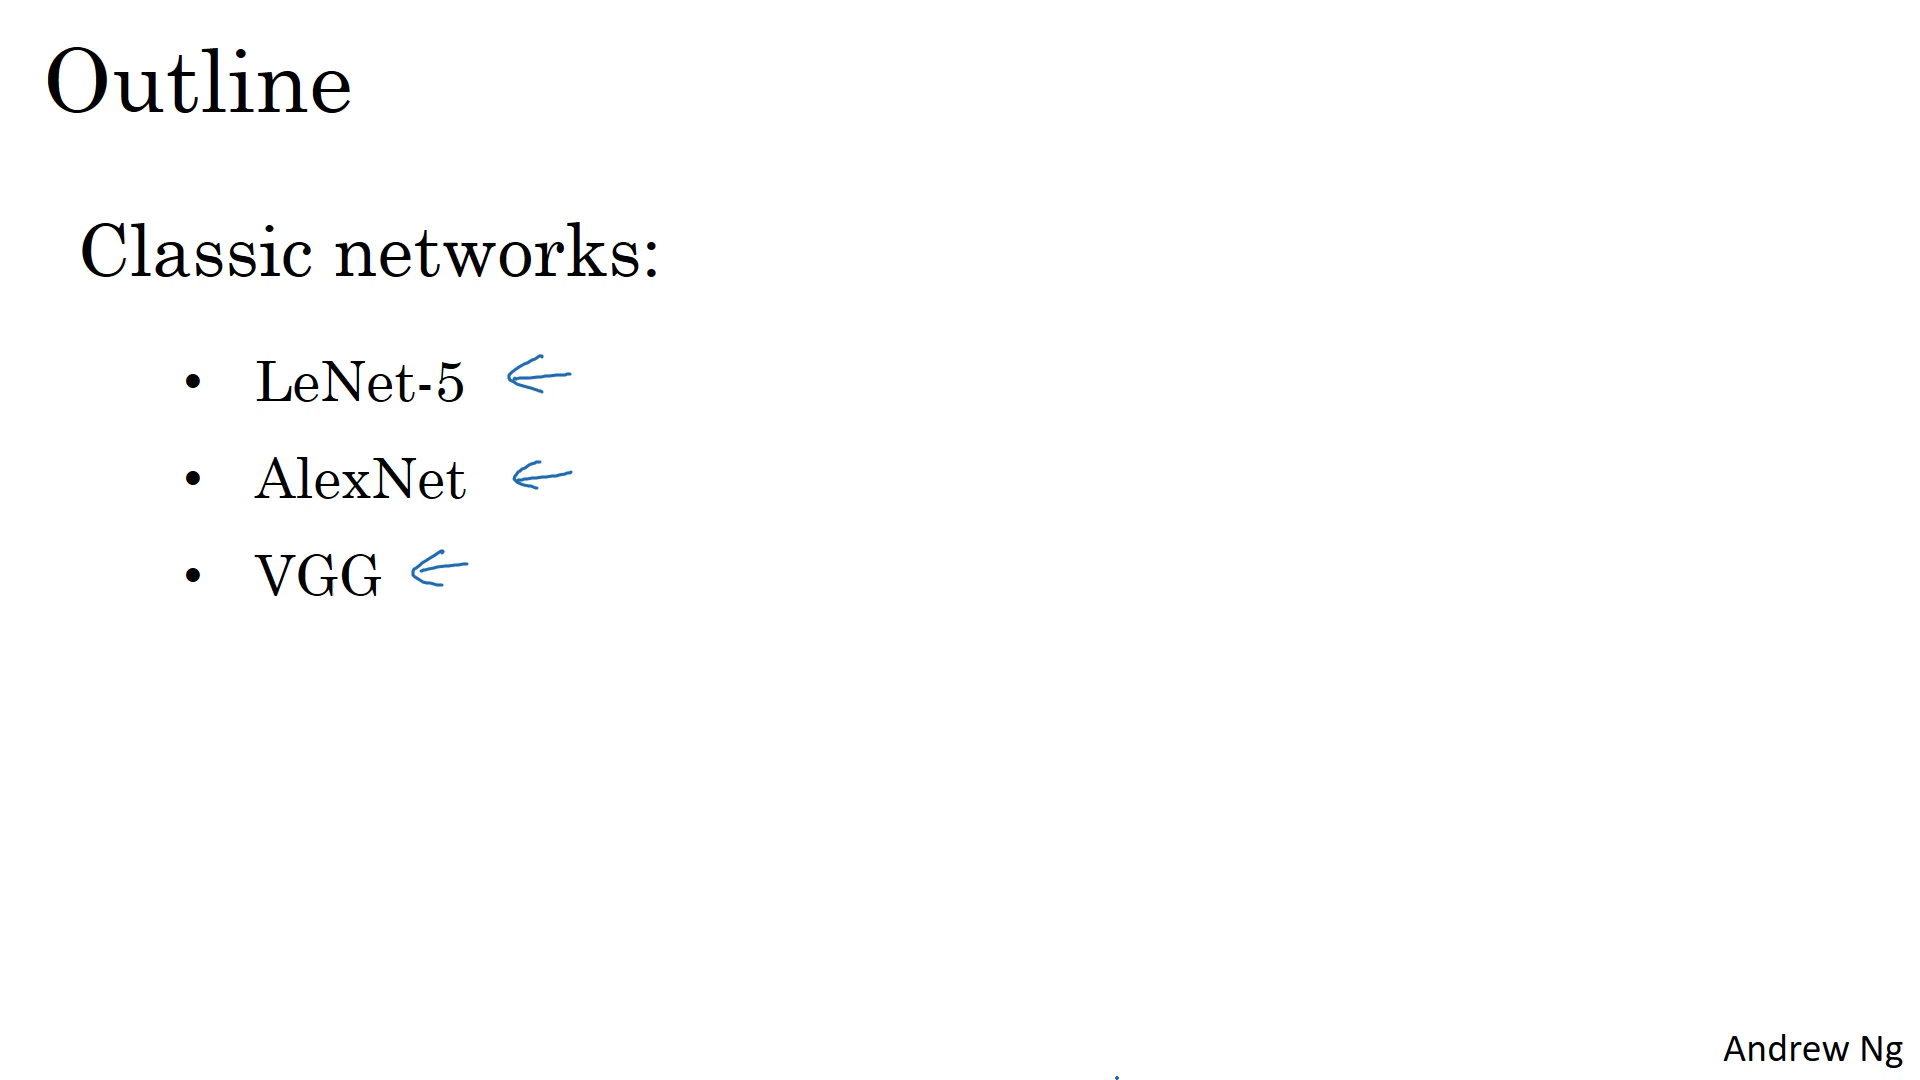 Outline
Classic networks:
• LeNet-5
• AlexNet
• VGG
Andrew Ng